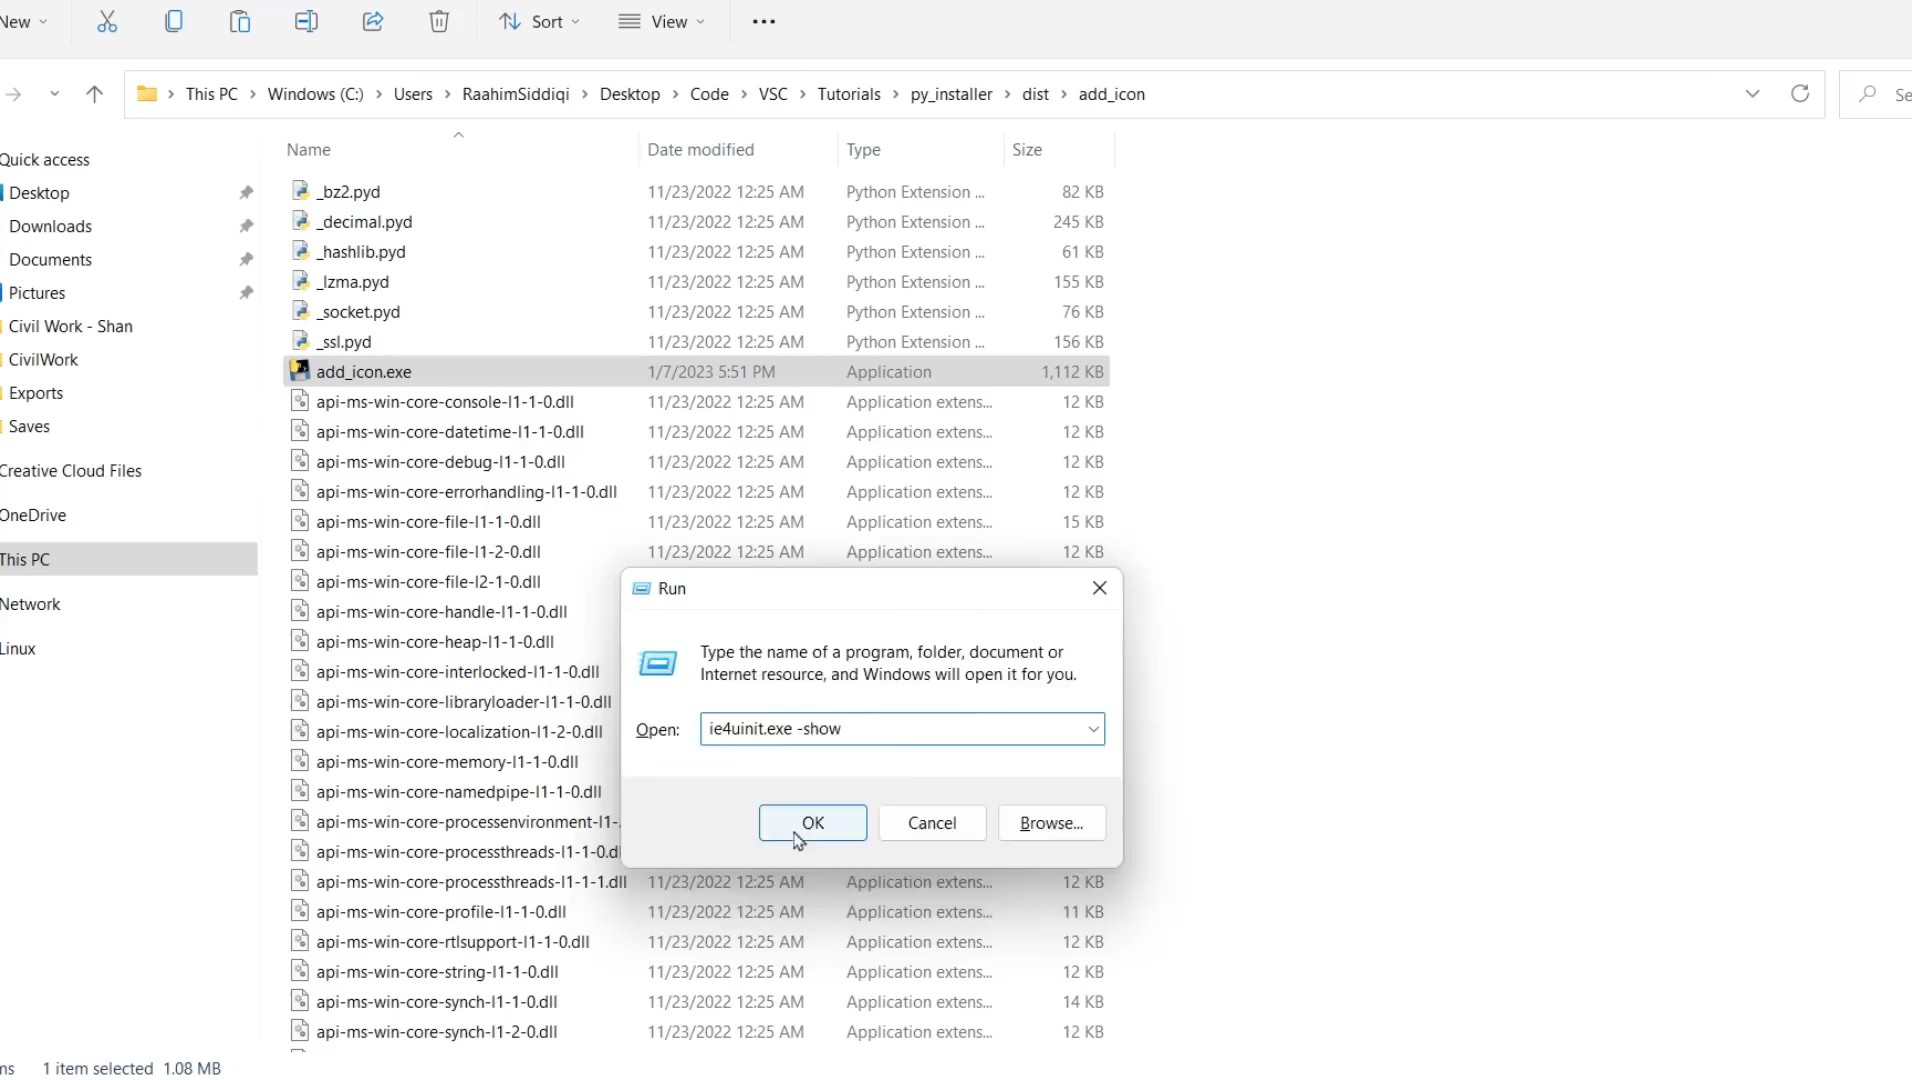 New
Sort
View
This PC > Windows (C:) > Users > RaahimSiddiqi > Desktop > Code > VSC > Tutorials > py_installer > dist > add_icon
Se
Name Date modified Type Size
Quick access
Desktop
Downloads
Documents
Pictures
Civil Work - Shan
CivilWork
Exports
Saves
Creative Cloud Files
OneDrive
This PC
Network
Linux
_bz2.pyd 11/23/2022 12:25 AM Python Extension ... 82 KB
_decimal.pyd 11/23/2022 12:25 AM Python Extension ... 245 KB
_hashlib.pyd 11/23/2022 12:25 AM Python Extension ... 61 KB
_lzma.pyd 11/23/2022 12:25 AM Python Extension ... 155 KB
_socket.pyd 11/23/2022 12:25 AM Python Extension ... 76 KB
_ssl.pyd 11/23/2022 12:25 AM Python Extension ... 156 KB
add_icon.exe 1/7/2023 5:51 PM Application 1,112 KB
api-ms-win-core-console-l1-1-0.dll 11/23/2022 12:25 AM Application extens... 12 KB
api-ms-win-core-datetime-l1-1-0.dll 11/23/2022 12:25 AM Application extens... 12 KB
api-ms-win-core-debug-l1-1-0.dll 11/23/2022 12:25 AM Application extens... 12 KB
api-ms-win-core-errorhandling-l1-1-0.dll 11/23/2022 12:25 AM Application extens... 12 KB
api-ms-win-core-file-l1-1-0.dll 11/23/2022 12:25 AM Application extens... 15 KB
api-ms-win-core-file-l1-2-0.dll 11/23/2022 12:25 AM Application extens... 12 KB
api-ms-win-core-file-l2-1-0.dll
api-ms-win-core-handle-l1-1-0.dll
api-ms-win-core-heap-l1-1-0.dll
api-ms-win-core-interlocked-l1-1-0.dll
api-ms-win-core-libraryloader-l1-1-0.dll
api-ms-win-core-localization-l1-2-0.dll
api-ms-win-core-memory-l1-1-0.dll
api-ms-win-core-namedpipe-l1-1-0.dll
api-ms-win-core-processenvironment-l1-
api-ms-win-core-processthreads-l1-1-0.dl
api-ms-win-core-processthreads-l1-1-1.dll 11/23/2022 12:25 AM Application extens... 12 KB
api-ms-win-core-profile-l1-1-0.dll 11/23/2022 12:25 AM Application extens... 11 KB
api-ms-win-core-rtlsupport-l1-1-0.dll 11/23/2022 12:25 AM Application extens... 12 KB
api-ms-win-core-string-l1-1-0.dll 11/23/2022 12:25 AM Application extens... 12 KB
api-ms-win-core-synch-l1-1-0.dll 11/23/2022 12:25 AM Application extens... 14 KB
api-ms-win-core-synch-l1-2-0.dll 11/23/2022 12:25 AM Application extens... 12 KB
Run
Type the name of a program, folder, document or
Internet resource, and Windows will open it for you.
Open: ie4uinit.exe -show
OK Cancel Browse...
ms 1 item selected 1.08 MB